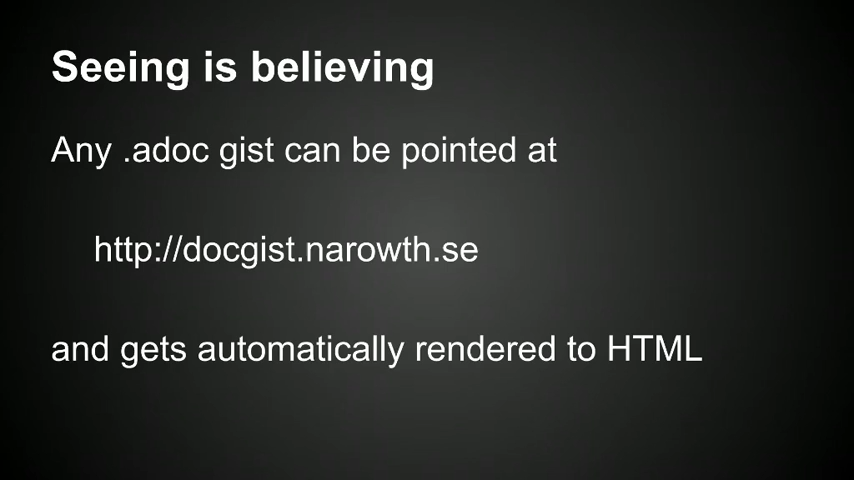 Seeing is believing
Any .adoc gist can be pointed at
http://docgist.narowth.se
and gets automatically rendered to HTML